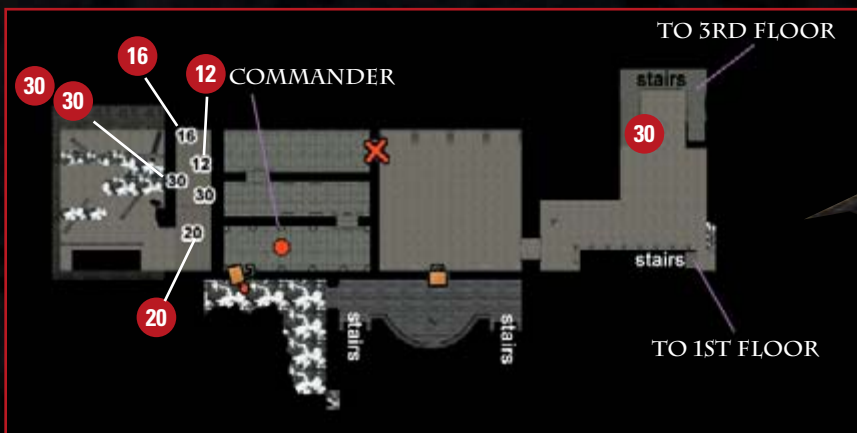 TO 3RD FLOOR
16
12 COMMANDER
30
30
stairs
30
16
12
30
30
20
stairs
20
stairs
stairs
TO 1ST FLOOR